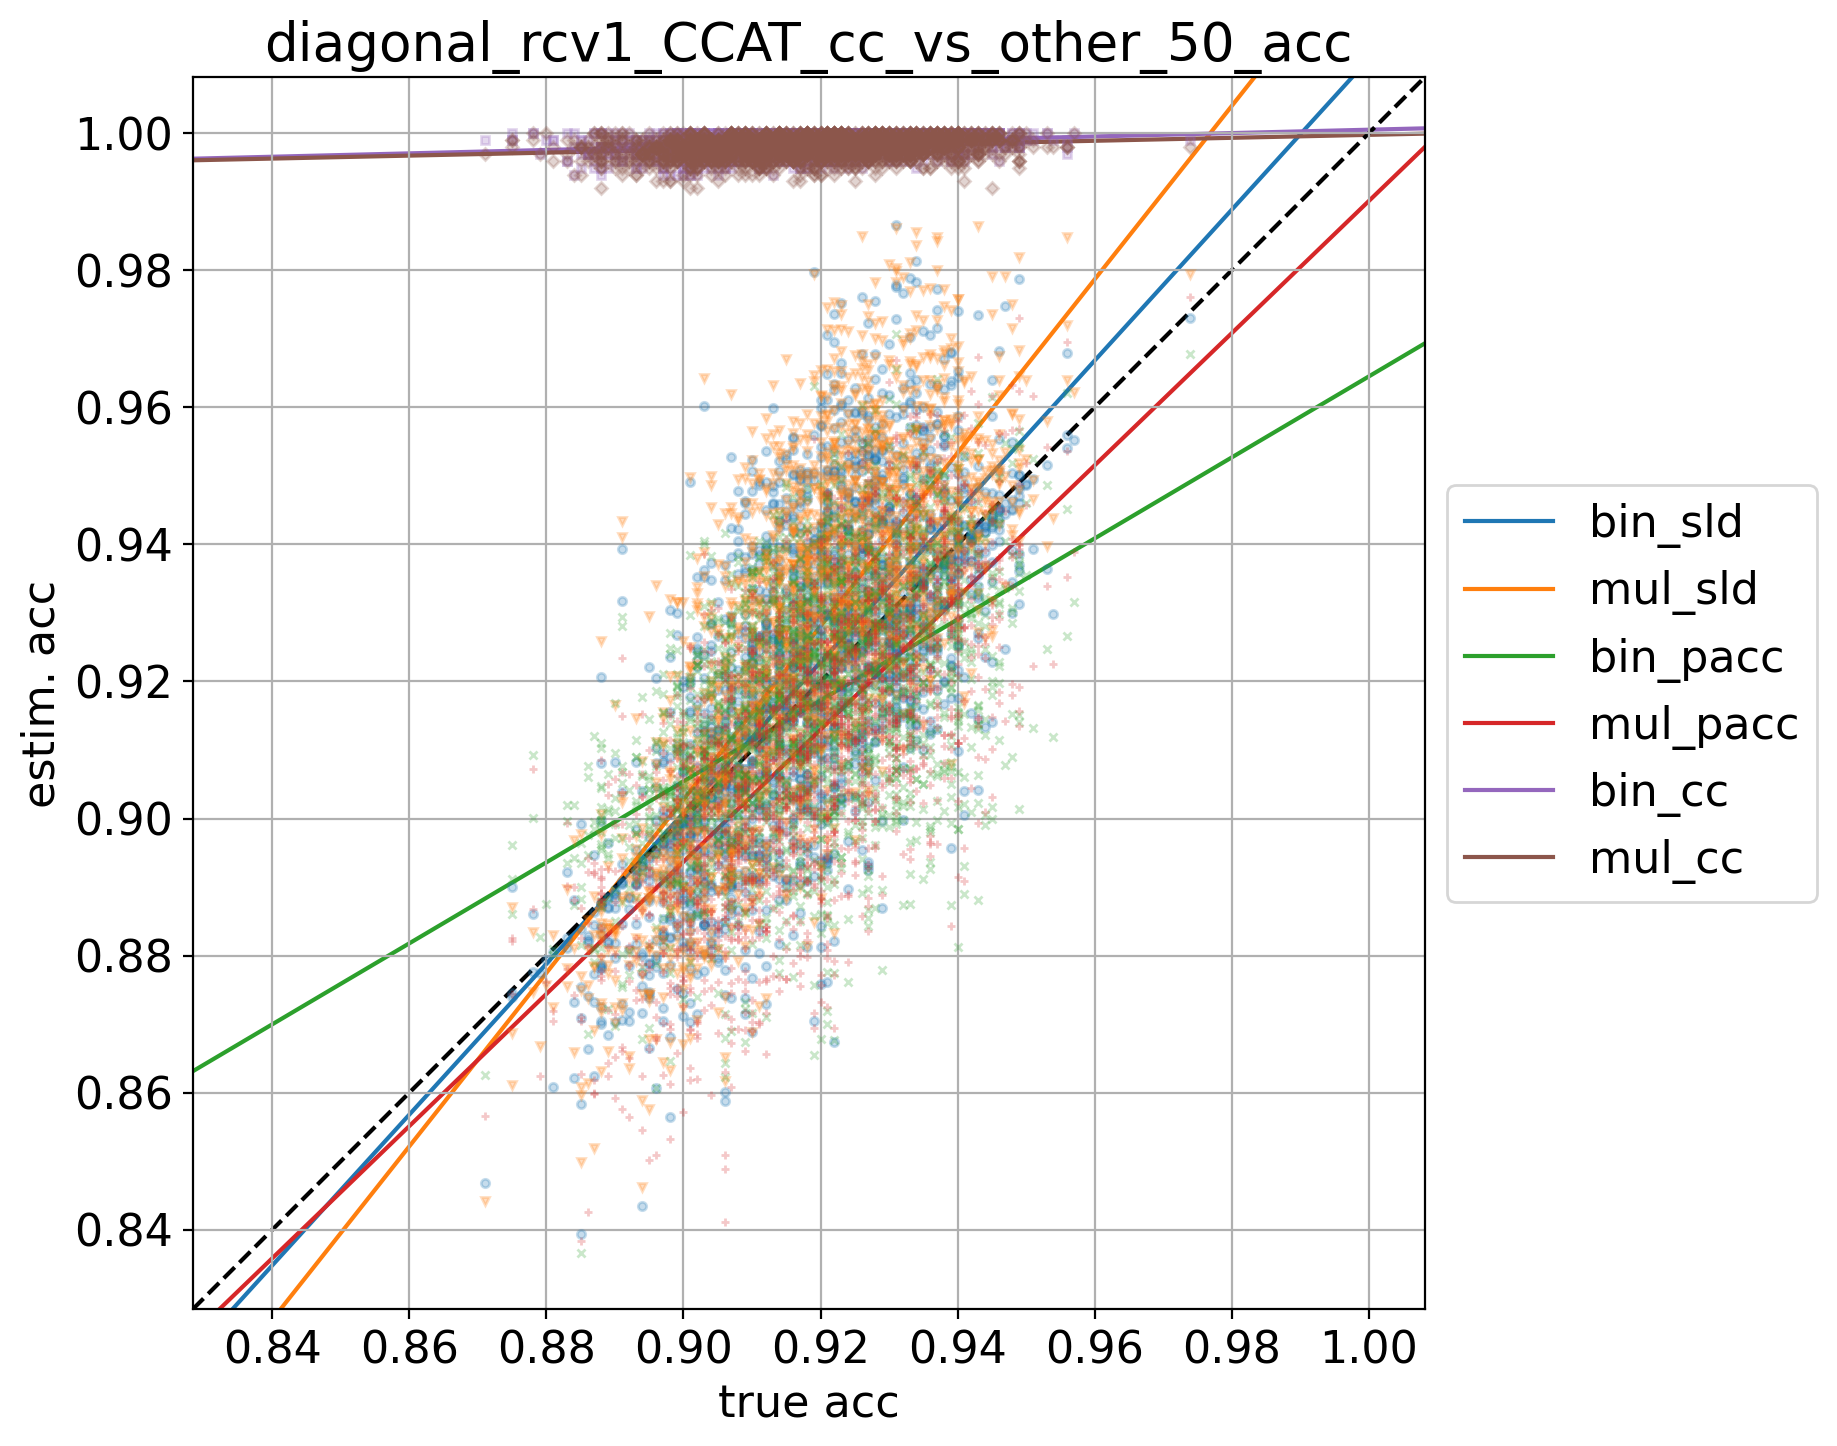 diagonal_rcv1_CCAT_cc_vs_other_50_acc
estim. acc
1.00
0.98
0.96
0.94
0.92
0.90
0.88
0.86
0.84
0.84 0.86 0.88 0.90 0.92 0.94 0.96 0.98 1.00
true acc
bin_sld
mul_sld
bin_pacc
mul_pacc
bin_cc
mul_cc